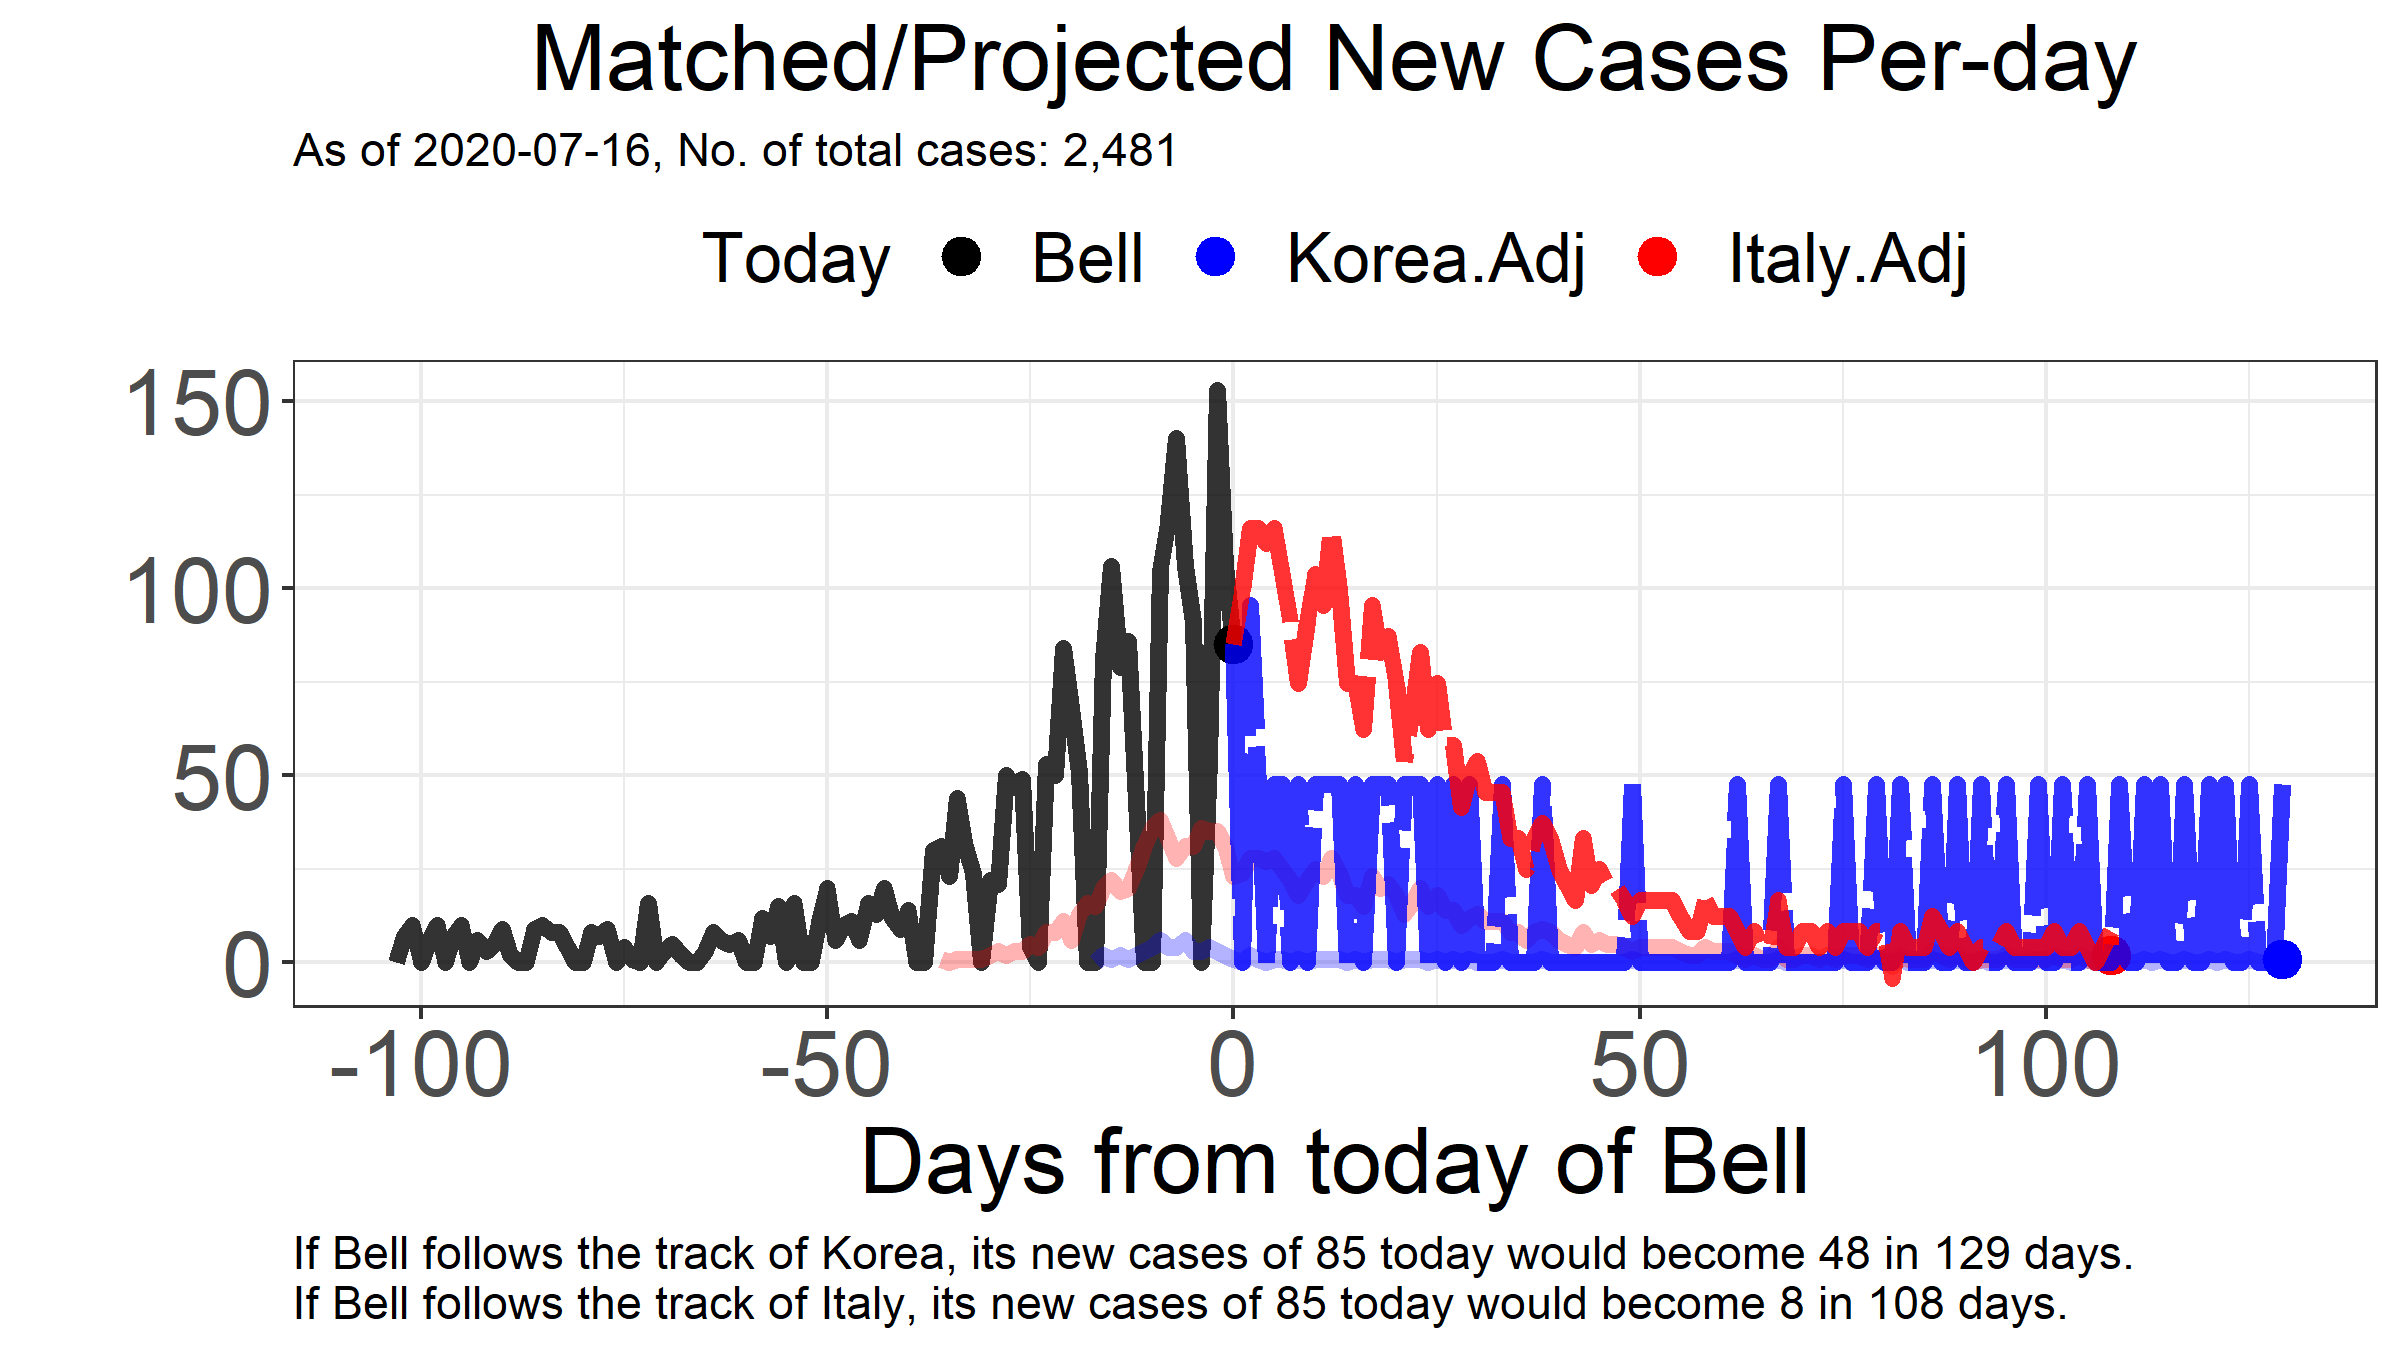 Matched/Projected New Cases Per-day
As of 2020-07-16, No. of total cases: 2,481
Today Bell Korea.Adj Italy.Adj
150
100
50
0
-100 -50 0 50 100
Days from today of Bell
If Bell follows the track of Korea, its new cases of 85 today would become 48 in 129 days.
If Bell follows the track of Italy, its new cases of 85 today would become 8 in 108 days.